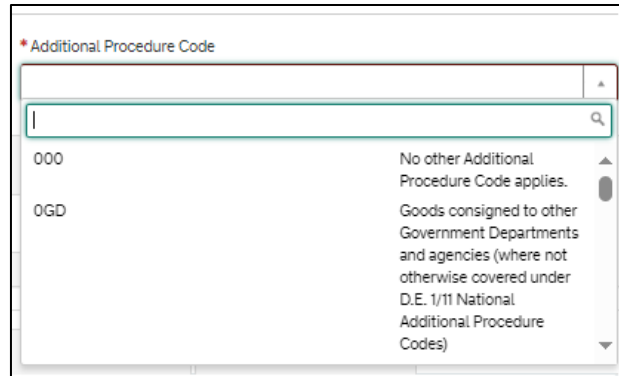 * Additional Procedure Code
000
No other Additional
Procedure Code applies.
0GD
Goods consigned to other
Government Departments
and agencies (where not
otherwise covered under
D.E. 1/11 National
Additional Procedure
Codes)